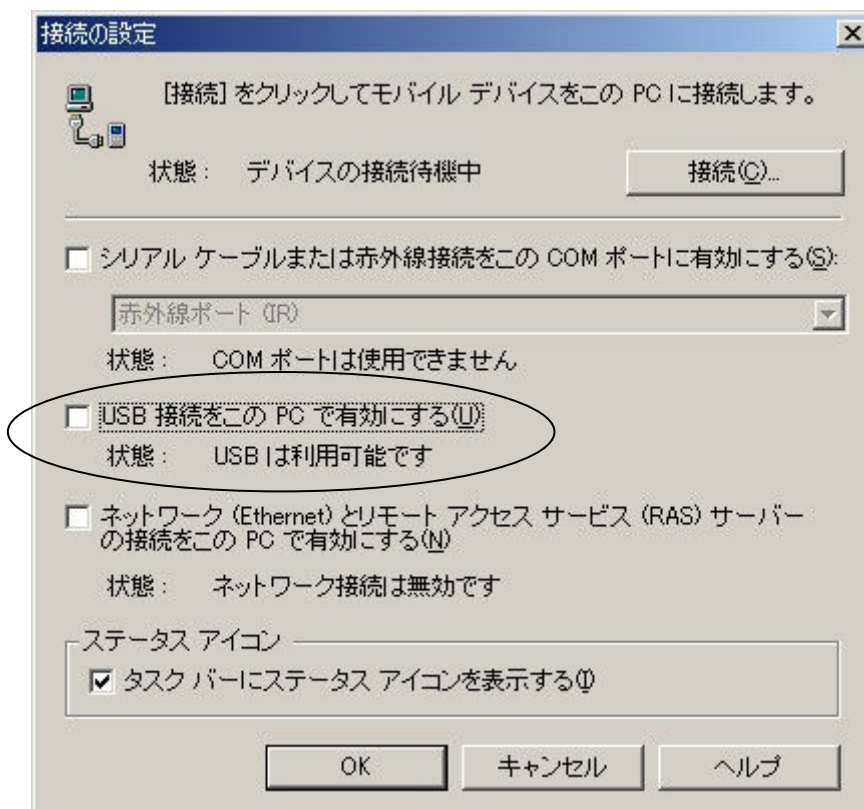 接続の設定
[接続] をクリックしてモバイル デバイスをこの PC に接続します。
状態 : デバイスの接続待機中
接続(C)...
シリアル ケーブルまたは赤外線接続をこの COM ポートに有効にする(S):
赤外線ポート (IR)
状態 : COM ポートは使用できません
USB 接続をこの PC で有効にする(U)
状態 : USB は利用可能です
ネットワーク (Ethernet) とリモート アクセス サービス (RAS) サーバー
の接続をこの PC で有効にする(N)
状態 : ネットワーク接続は無効です
ステータス アイコン
タスク バーにステータス アイコンを表示する(I)
OK
キャンセル
ヘルプ